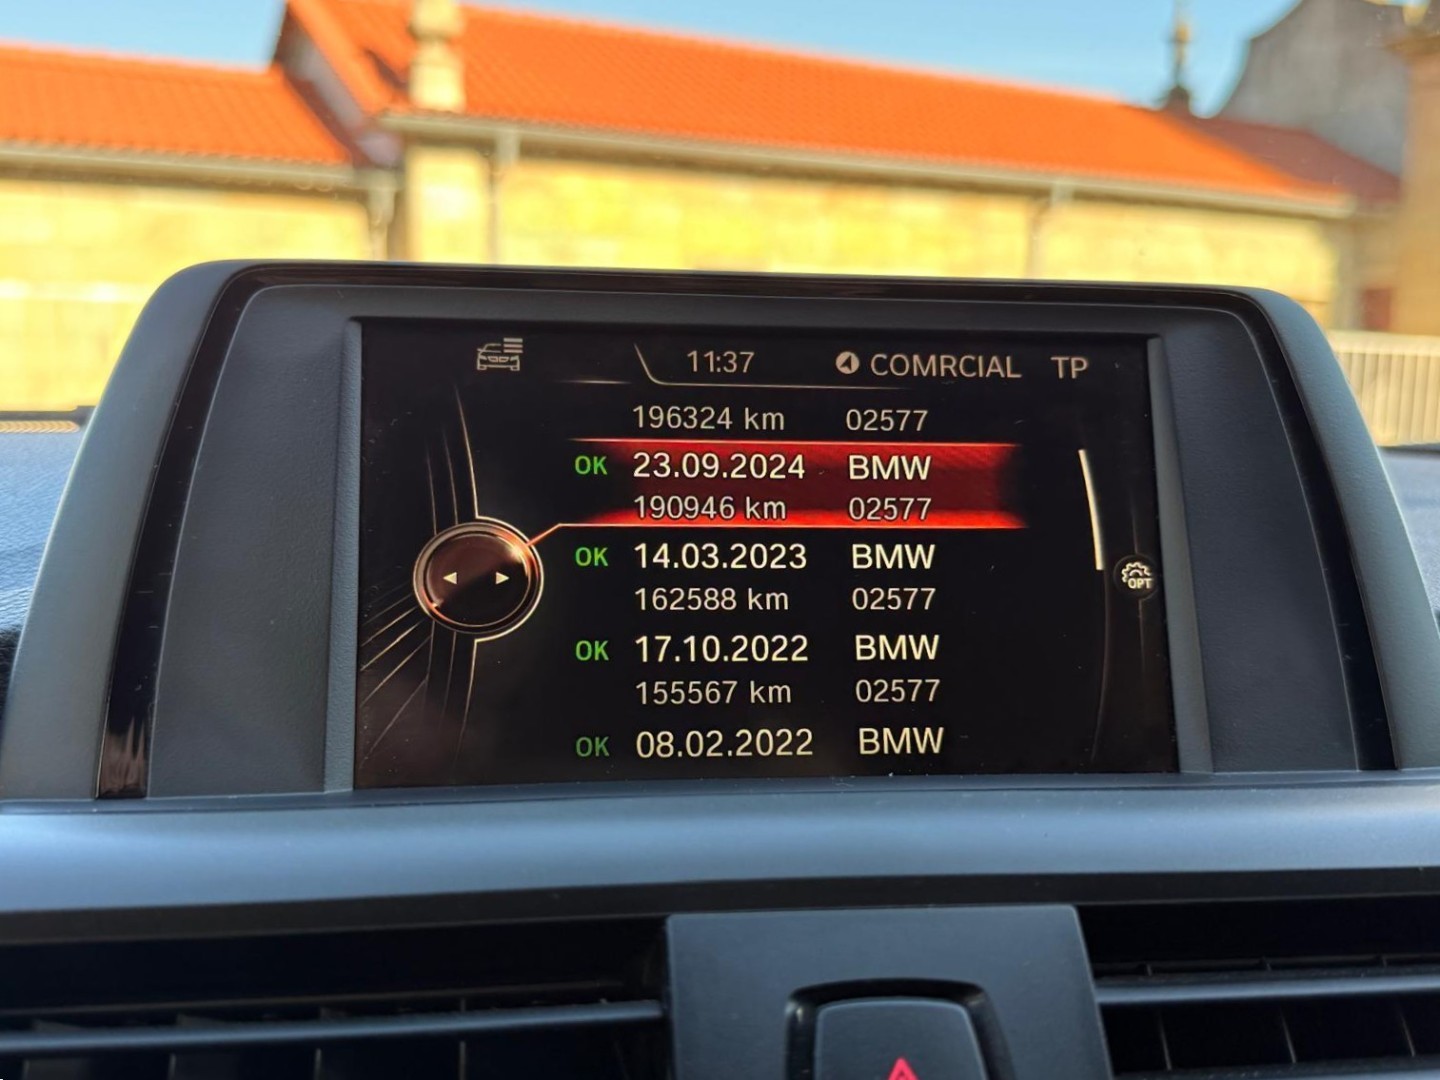 11:37 COMRCIAL TP
196324 km 02577
OK 23.09.2024 BMW
190946 km 02577
OK 14.03.2023 BMW
162588 km 02577
OPT
OK 17.10.2022 BMW
155567 km 02577
OK 08.02.2022 BMW